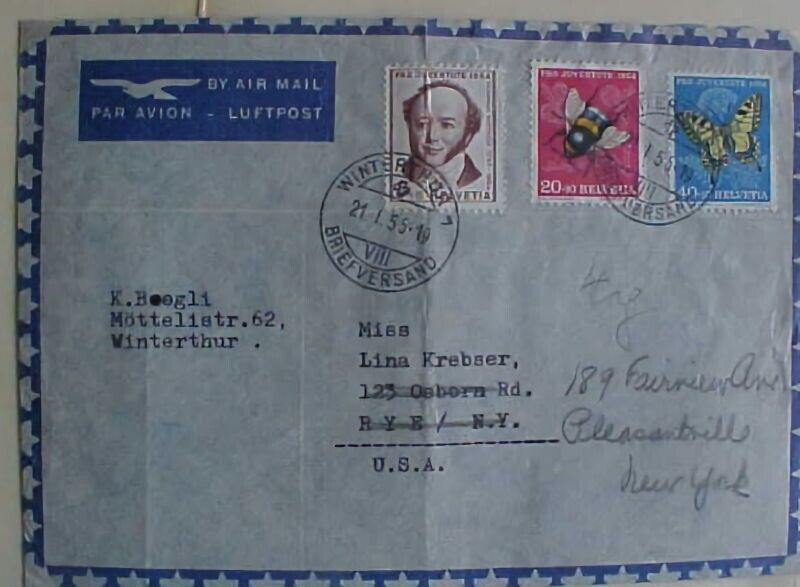 BY AIR MAIL
PAR AVION - LUFTPOST
PRO JUVENTUTE 1954
HELVETIA
PRO JUVENTUTE 1954
20+10 HELVETIA
PRO JUVENTUTE 1954
40+10 HELVETIA
WINTERTHUR 1
21.I.55-19
VIII
BRIEFVERSAND
K.Boegli
Möttelistr.62,
Winterthur .
Miss
Lina Krebser,
123 Osborn Rd.
R Y E / N.Y.
U.S.A.
189 Fairview Ave
Pleasantville
New York